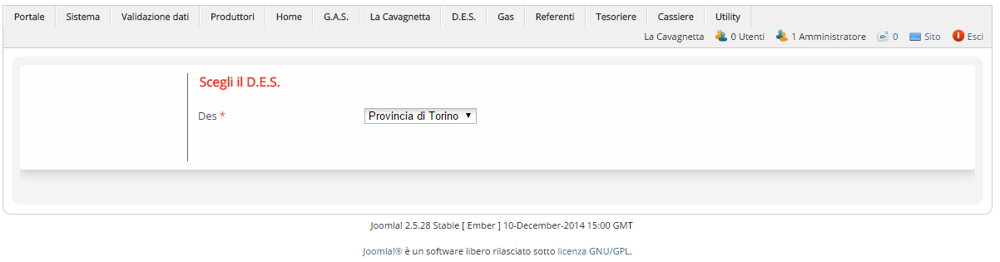 Portale Sistema Validazione dati Produttori Home G.A.S. La Cavagnetta D.E.S. Gas Referenti Tesoriere Cassiere Utility
La Cavagnetta 0 Utenti 1 Amministratore 0 Sito Esci
Scegli il D.E.S.
Des * Provincia di Torino
Joomla! 2.5.28 Stable [ Ember ] 10-December-2014 15:00 GMT
Joomla!® è un software libero rilasciato sotto licenza GNU/GPL.